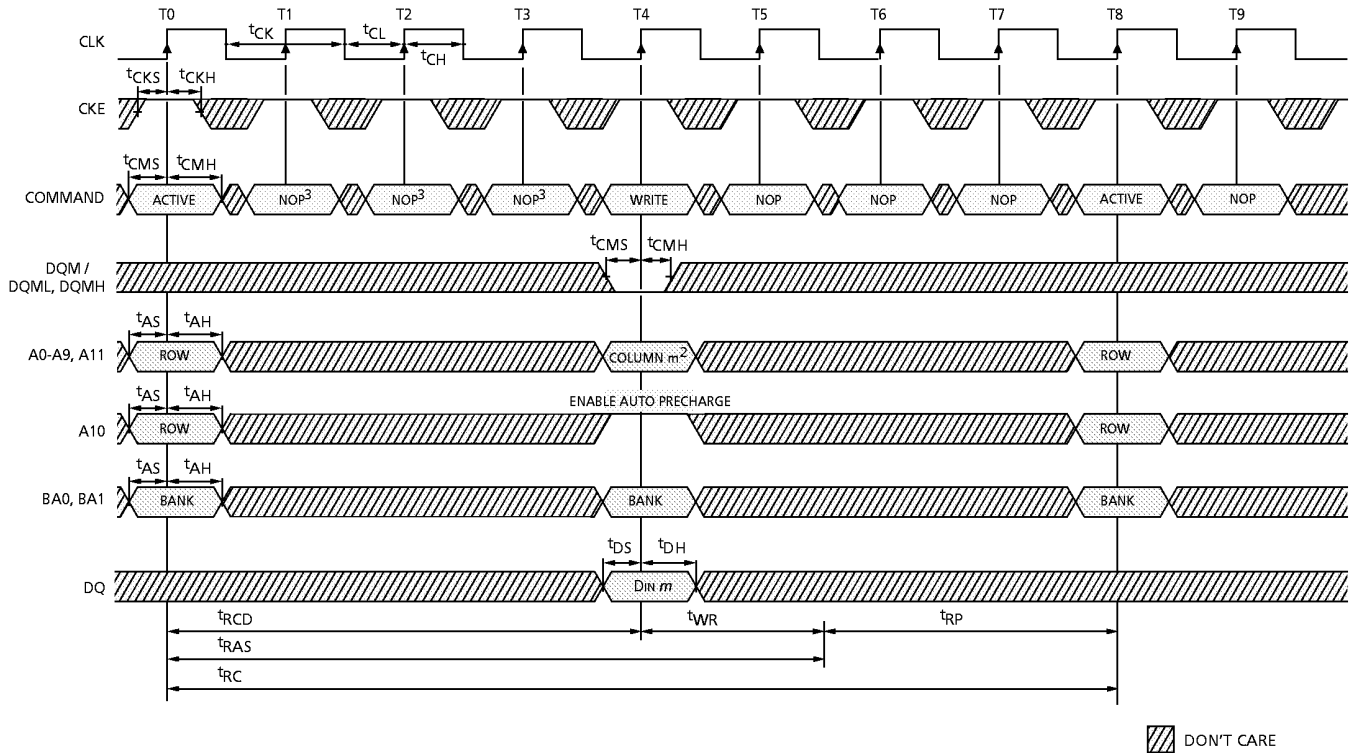 T0 T1 T2 T3 T4 T5 T6 T7 T8 T9
tCK tCL
CLK
tCH
tCKS tCKH
CKE
tCMS tCMH
COMMAND ACTIVE NOP3 NOP3 NOP3 WRITE NOP NOP NOP ACTIVE NOP
tCMS tCMH
DQM /
DQML, DQMH
tAS tAH
A0-A9, A11 ROW COLUMN m2 ROW
tAS tAH
ENABLE AUTO PRECHARGE
A10 ROW ROW
tAS tAH
BA0, BA1 BANK BANK BANK
tDS tDH
DQ DIN m
tRCD tWR tRP
tRAS
tRC
DON'T CARE